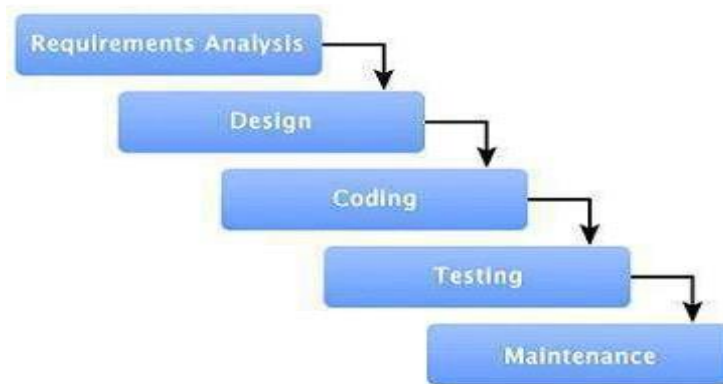 Requirements Analysis
Design
Coding
Testing
Maintenance